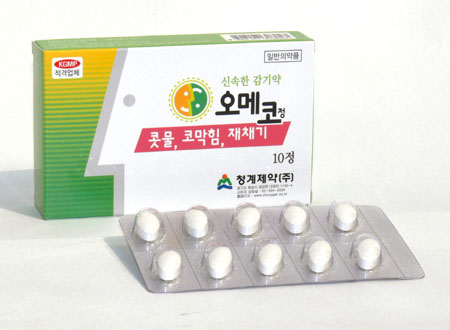 KGMP
적격업체
일반의약품
신속한 감기약
오메코정
콧물, 코막힘, 재채기
10정
청계제약(주)